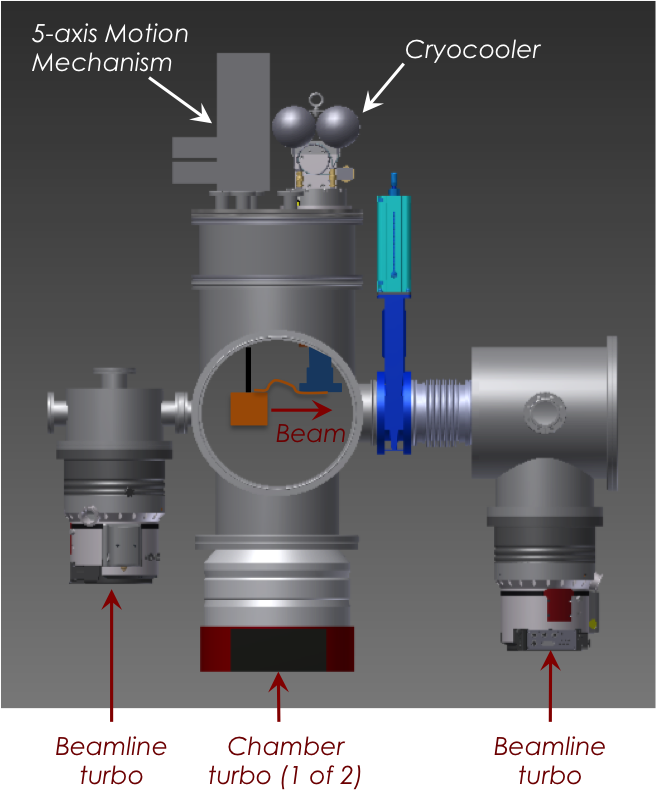 5-axis Motion
Mechanism
Cryocooler
Beam
Beamline
turbo
Chamber
turbo (1 of 2)
Beamline
turbo